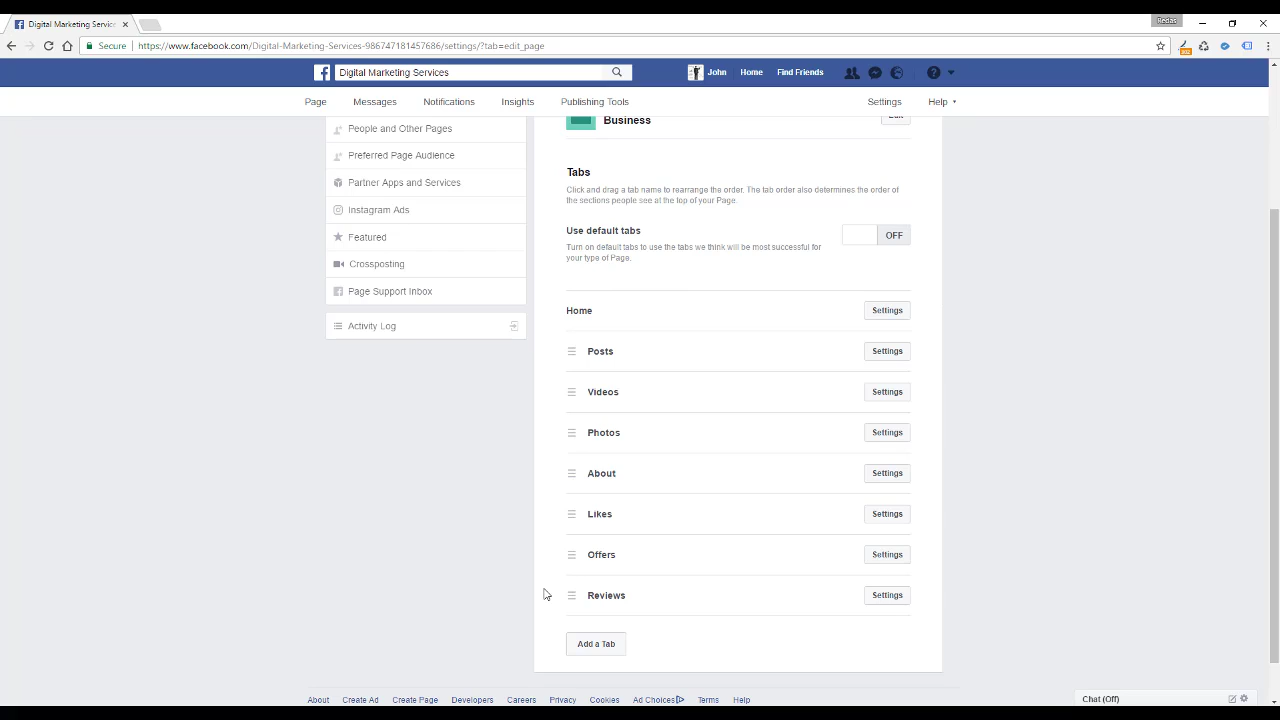 Digital Marketing Servic
Redas
Secure
https://www.facebook.com/Digital-Marketing-Services-986747181457686/settings/?tab=edit_page
Digital Marketing Services
John
Home
Find Friends
Page
Messages
Notifications
Insights
Publishing Tools
Settings
Help
People and Other Pages
Preferred Page Audience
Partner Apps and Services
Instagram Ads
Featured
Crossposting
Page Support Inbox
Activity Log
Business
Edit
Tabs
Click and drag a tab name to rearrange the order. The tab order also determines the order of
the sections people see at the top of your Page.
Use default tabs
OFF
Turn on default tabs to use the tabs we think will be most successful for
your type of Page.
Home
Settings
Posts
Settings
Videos
Settings
Photos
Settings
About
Settings
Likes
Settings
Offers
Settings
Reviews
Settings
Add a Tab
About
Create Ad
Create Page
Developers
Careers
Privacy
Cookies
Ad Choices
Terms
Help
Chat (Off)